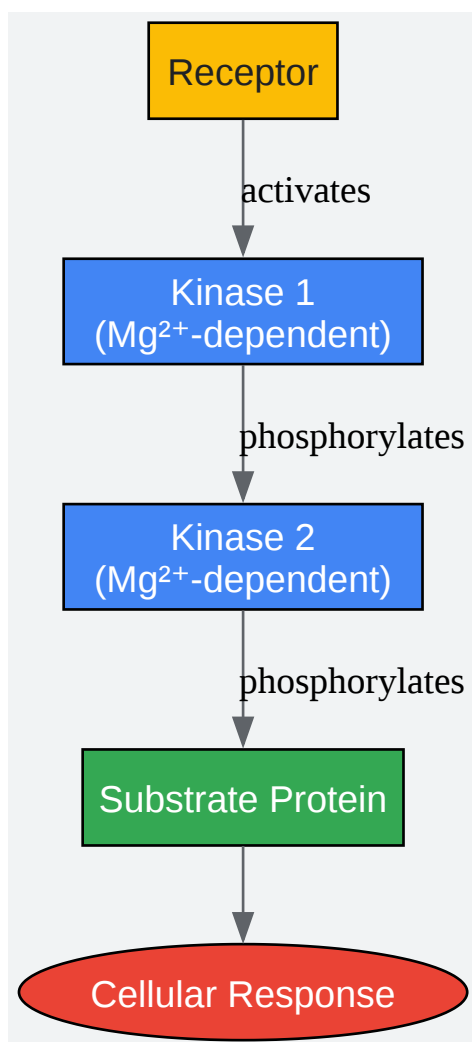 Receptor
activates
Kinase 1
(Mg²⁺-dependent)
phosphorylates
Kinase 2
(Mg²⁺-dependent)
phosphorylates
Substrate Protein
Cellular Response